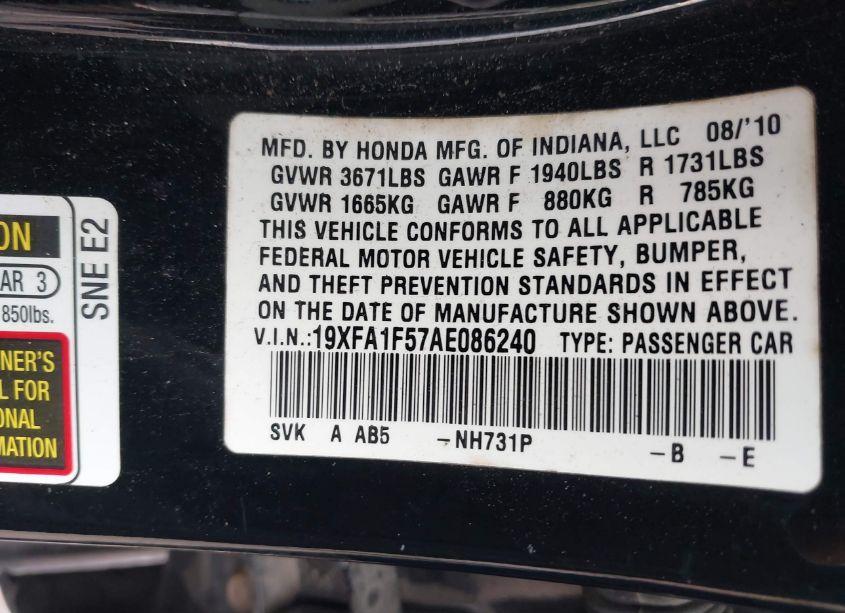 MFD. BY HONDA MFG. OF INDIANA, LLC 08/'10
GVWR 3671LBS GAWR F 1940LBS R 1731LBS
GVWR 1665KG GAWR F 880KG R 785KG
THIS VEHICLE CONFORMS TO ALL APPLICABLE
FEDERAL MOTOR VEHICLE SAFETY, BUMPER,
AND THEFT PREVENTION STANDARDS IN EFFECT
ON THE DATE OF MANUFACTURE SHOWN ABOVE.
V.I.N.:19XFA1F57AE086240 TYPE: PASSENGER CAR
SVK A AB5 -NH731P -B -E
SNE E2
ON
AR 3
850lbs.
NER'S
L FOR
ONAL
MATION